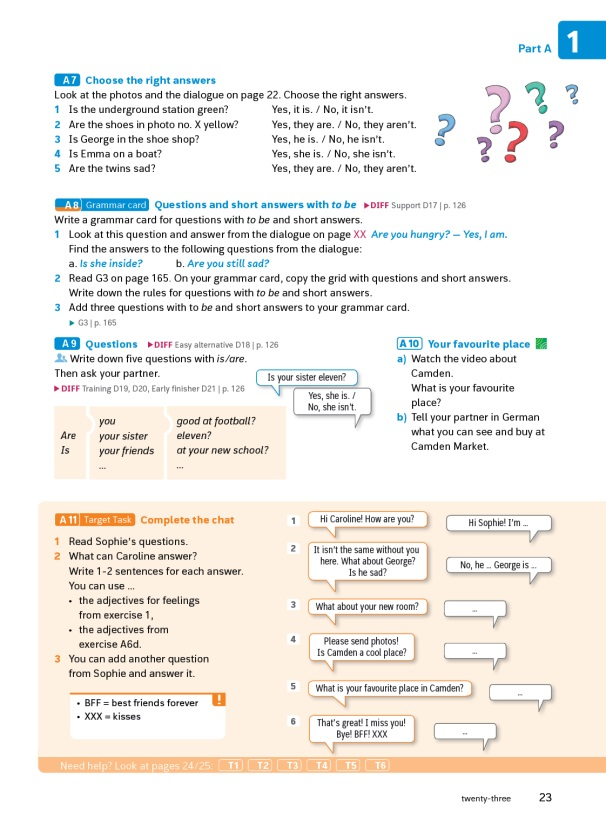 Part A
1
A7 Choose the right answers
Look at the photos and the dialogue on page 22. Choose the right answers.
1 Is the underground station green? Yes, it is. / No, it isn't.
2 Are the shoes in photo no. X yellow? Yes, they are. / No, they aren't.
3 Is George in the shoe shop? Yes, he is. / No, he isn't.
4 Is Emma on a boat? Yes, she is. / No, she isn't.
5 Are the twins sad? Yes, they are. / No, they aren't.
? ? ? ? ? ? ?
A8 Grammar card Questions and short answers with to be ▶DIFF Support D17 | p. 126
Write a grammar card for questions with to be and short answers.
1 Look at this question and answer from the dialogue on page XX Are you hungry? – Yes, I am.
Find the answers to the following questions from the dialogue:
a. Is she inside? b. Are you still sad?
2 Read G3 on page 165. On your grammar card, copy the grid with questions and short answers.
Write down the rules for questions with to be and short answers.
3 Add three questions with to be and short answers to your grammar card.
▶ G3 | p. 165
A9 Questions ▶DIFF Easy alternative D18 | p. 126
Write down five questions with is/are.
Then ask your partner.
▶DIFF Training D19, D20, Early finisher D21 | p. 126
Is your sister eleven?
Yes, she is. /
No, she isn't.
Are
Is
you
your sister
your friends
...
good at football?
eleven?
at your new school?
...
A10 Your favourite place
a) Watch the video about
Camden.
What is your favourite
place?
b) Tell your partner in German
what you can see and buy at
Camden Market.
A11 Target Task Complete the chat
1 Read Sophie's questions.
2 What can Caroline answer?
Write 1-2 sentences for each answer.
You can use ...
• the adjectives for feelings
from exercise 1,
• the adjectives from
exercise A6d.
3 You can add another question
from Sophie and answer it.
!
• BFF = best friends forever
• XXX = kisses
1 Hi Caroline! How are you?
Hi Sophie! I'm ...
2 It isn't the same without you
here. What about George?
Is he sad?
No, he ... George is ...
3 What about your new room?
...
4 Please send photos!
Is Camden a cool place?
...
5 What is your favourite place in Camden?
...
6 That's great! I miss you!
Bye! BFF! XXX
...
Need help? Look at pages 24/25: T1 T2 T3 T4 T5 T6
twenty-three 23